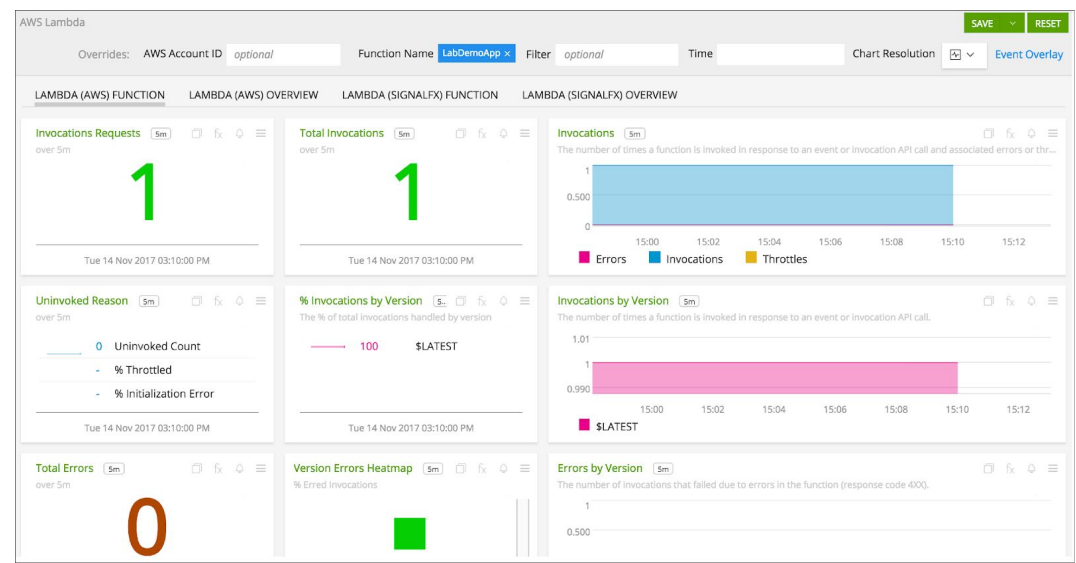 AWS Lambda
SAVE
RESET
Overrides: AWS Account ID optional Function Name LabDemoApp × Filter optional Time Chart Resolution Event Overlay
LAMBDA (AWS) FUNCTION LAMBDA (AWS) OVERVIEW LAMBDA (SIGNALFX) FUNCTION LAMBDA (SIGNALFX) OVERVIEW
Invocations Requests 5m fx
over 5m
1
Tue 14 Nov 2017 03:10:00 PM
Total Invocations 5m fx
over 5m
1
Tue 14 Nov 2017 03:10:00 PM
Invocations 5m fx
The number of times a function is invoked in response to an event or invocation API call and associated errors or thr...
1
0.500
0
15:00 15:02 15:04 15:06 15:08 15:10 15:12
Errors Invocations Throttles
Uninvoked Reason 5m fx
over 5m
0 Uninvoked Count
- % Throttled
- % Initialization Error
Tue 14 Nov 2017 03:10:00 PM
% Invocations by Version 5.. fx
The % of total invocations handled by version
100 $LATEST
Tue 14 Nov 2017 03:10:00 PM
Invocations by Version 5m fx
The number of times a function is invoked in response to an event or invocation API call.
1.01
1
0.990
15:00 15:02 15:04 15:06 15:08 15:10 15:12
$LATEST
Total Errors 5m fx
over 5m
0
Version Errors Heatmap 5m fx
% Erred Invocations
Errors by Version 5m fx
The number of invocations that failed due to errors in the function (response code 4XX).
1
0.500